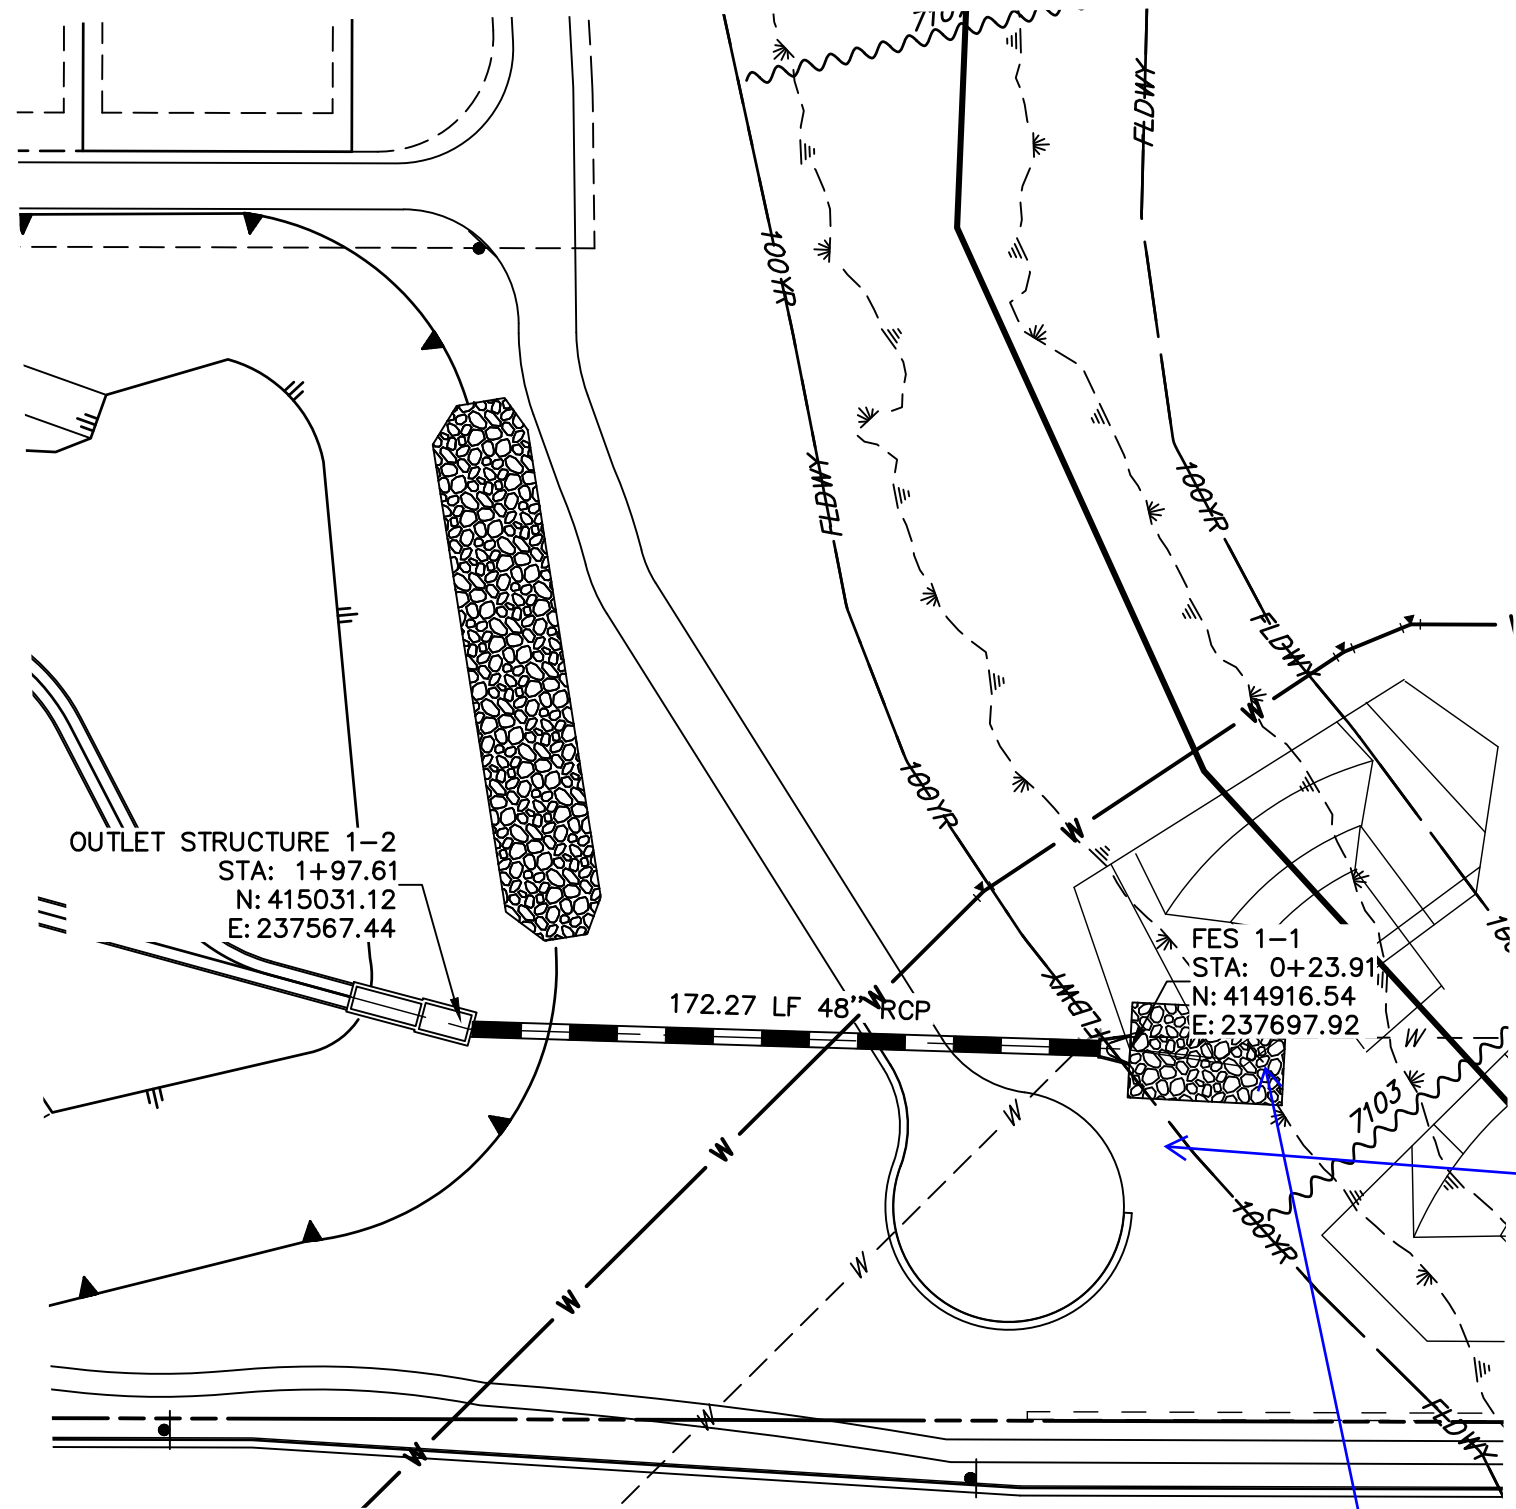 7107
FLDWY
100YR
FLDWY
100YR
FLDWY
W
100YR
W
OUTLET STRUCTURE 1-2
STA: 1+97.61
N: 415031.12
E: 237567.44
FES 1-1
STA: 0+23.91
N: 414916.54
E: 237697.92
172.27 LF 48" RCP
W
FLDWY
W
7103
W
W
100YR
W
W
W
FLDWY
W